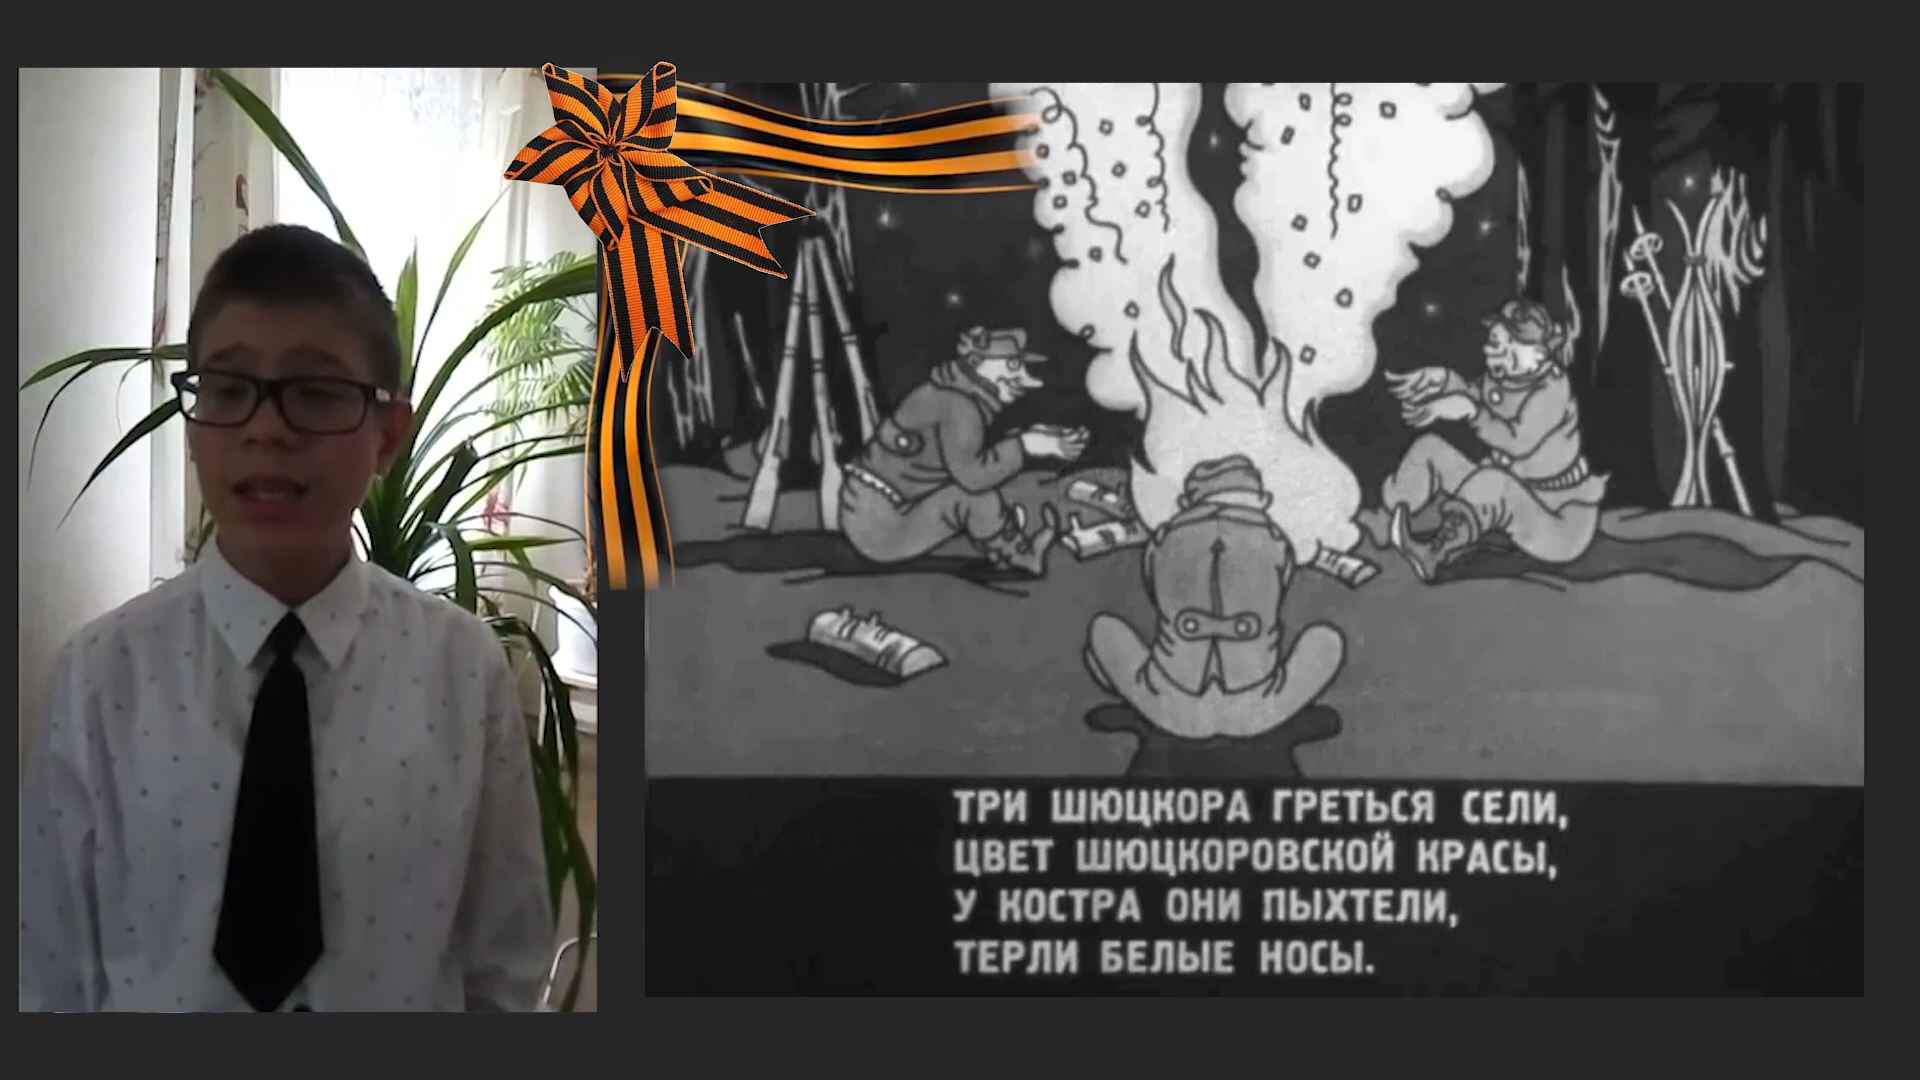 ТРИ ШЮЦКОРА ГРЕТЬСЯ СЕЛИ,
ЦВЕТ ШЮЦКОРОВСКОЙ КРАСЫ,
У КОСТРА ОНИ ПЫХТЕЛИ,
ТЕРЛИ БЕЛЫЕ НОСЫ.